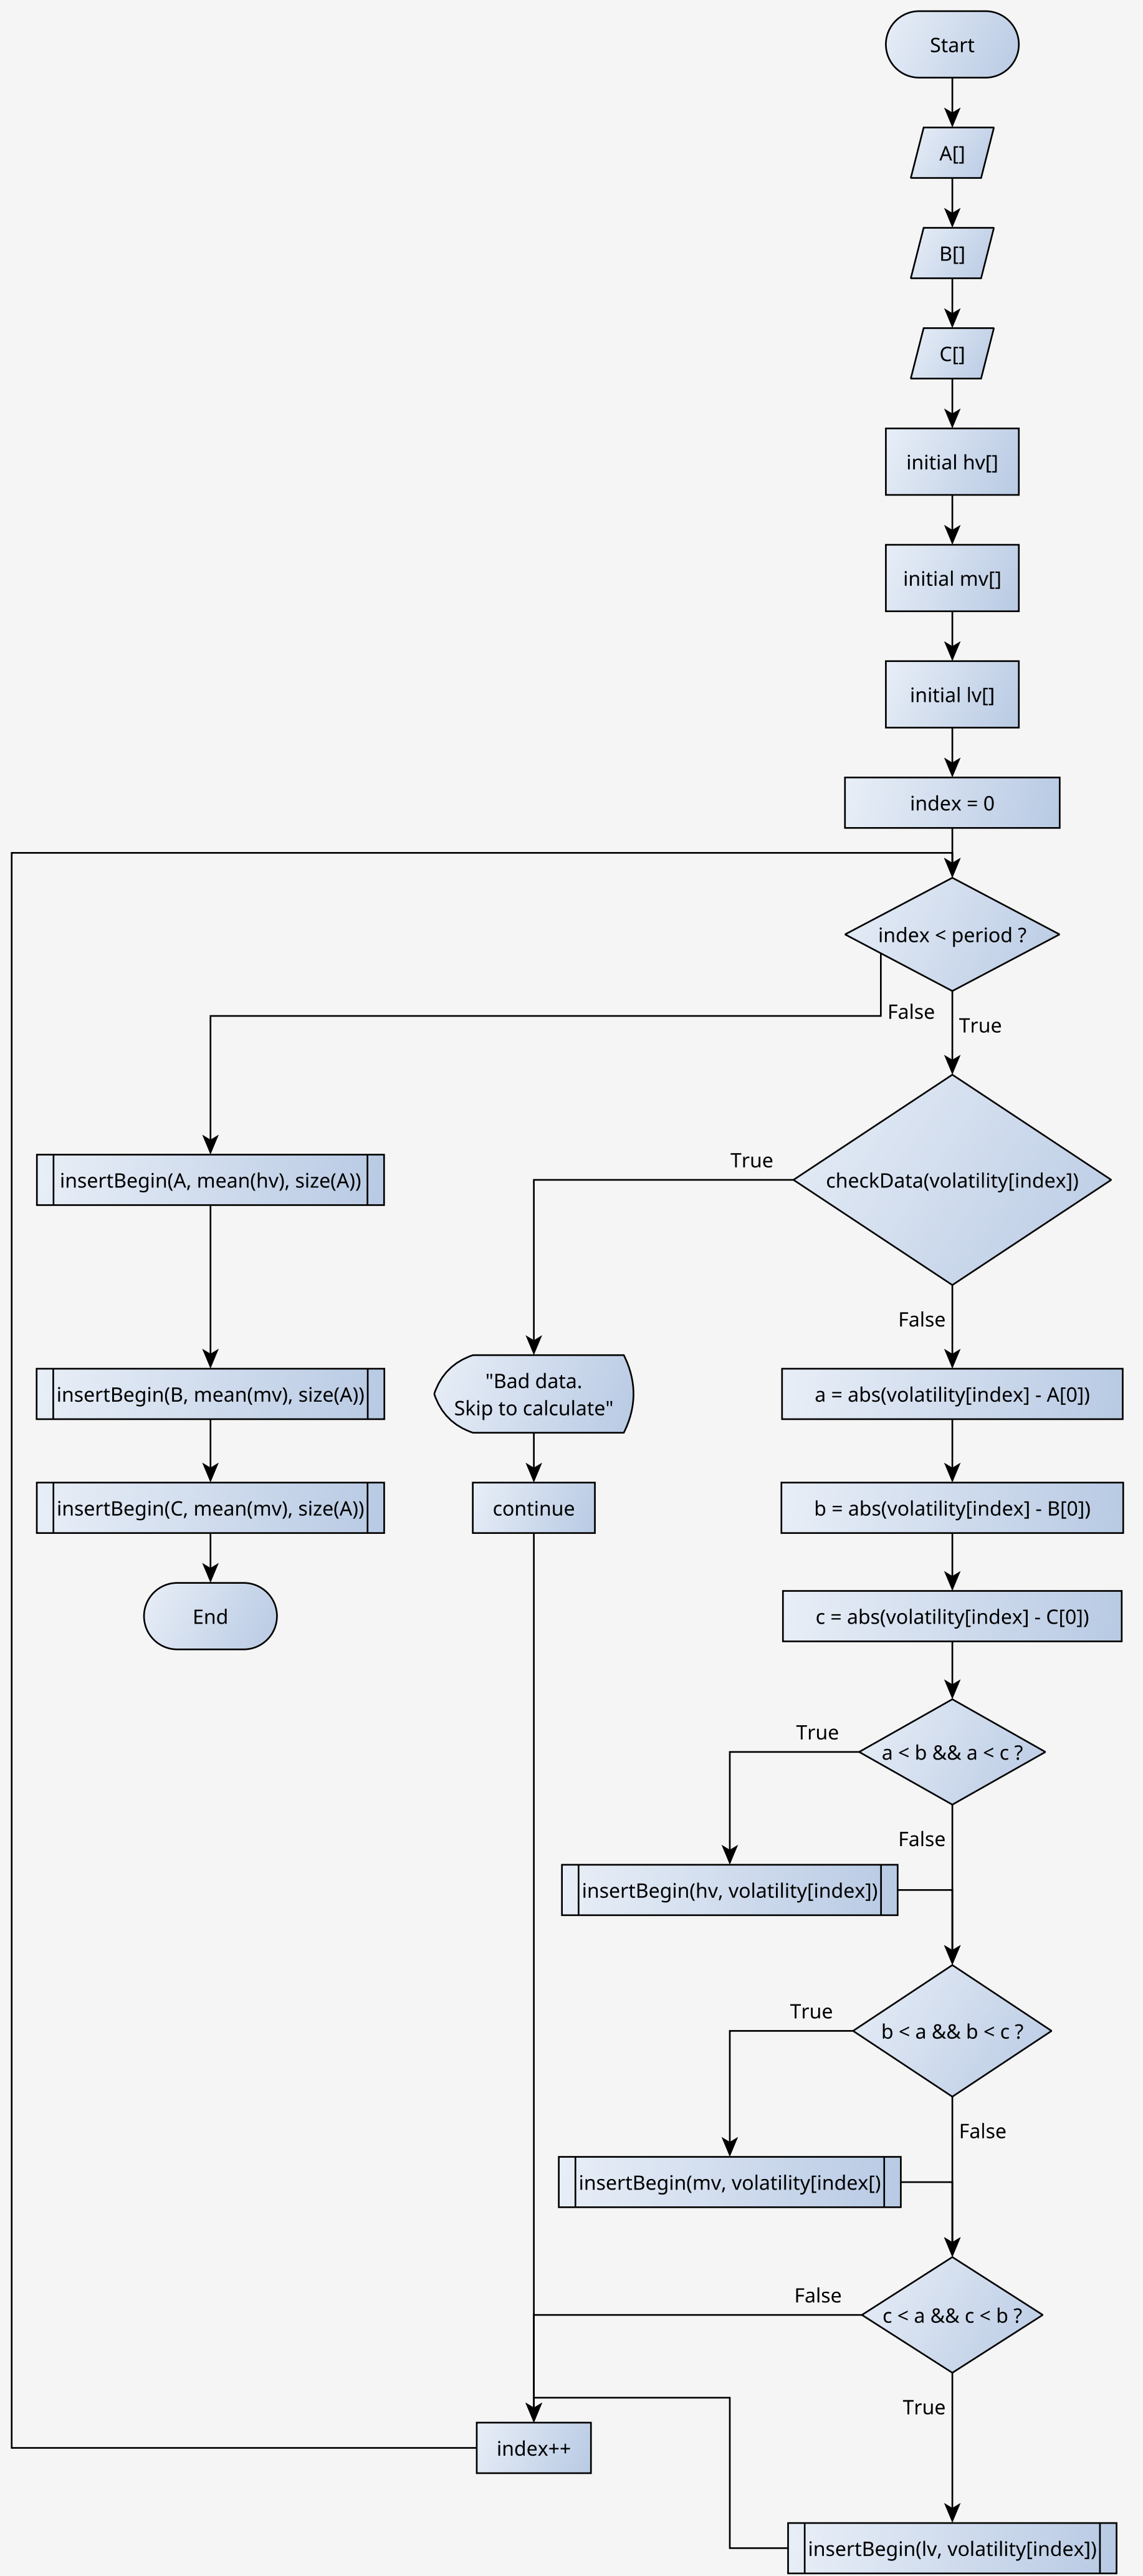 Start
A[]
B[]
C[]
initial hv[]
initial mv[]
initial lv[]
index = 0
index < period ?
False
True
True
checkData(volatility[index])
insertBegin(A, mean(hv), size(A))
False
"Bad data.
Skip to calculate"
a = abs(volatility[index] - A[0])
insertBegin(B, mean(mv), size(A))
continue
b = abs(volatility[index] - B[0])
insertBegin(C, mean(mv), size(A))
c = abs(volatility[index] - C[0])
End
True
a < b && a < c ?
False
insertBegin(hv, volatility[index])
True
b < a && b < c ?
False
insertBegin(mv, volatility[index[)
False
c < a && c < b ?
True
index++
insertBegin(lv, volatility[index])